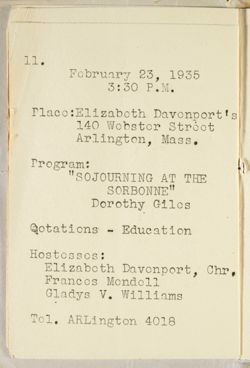 11.
February 23, 1935
3:30 P.M.
Place:Elizabeth Davenport's
140 Webster Street
Arlington, Mass.
Program:
"SOJOURNING AT THE
SORBONNE"
Dorothy Giles
Qotations - Education
Hostesses:
Elizabeth Davenport, Chr.
Frances Mondell
Gladys V. Williams
Tel. ARLington 4018